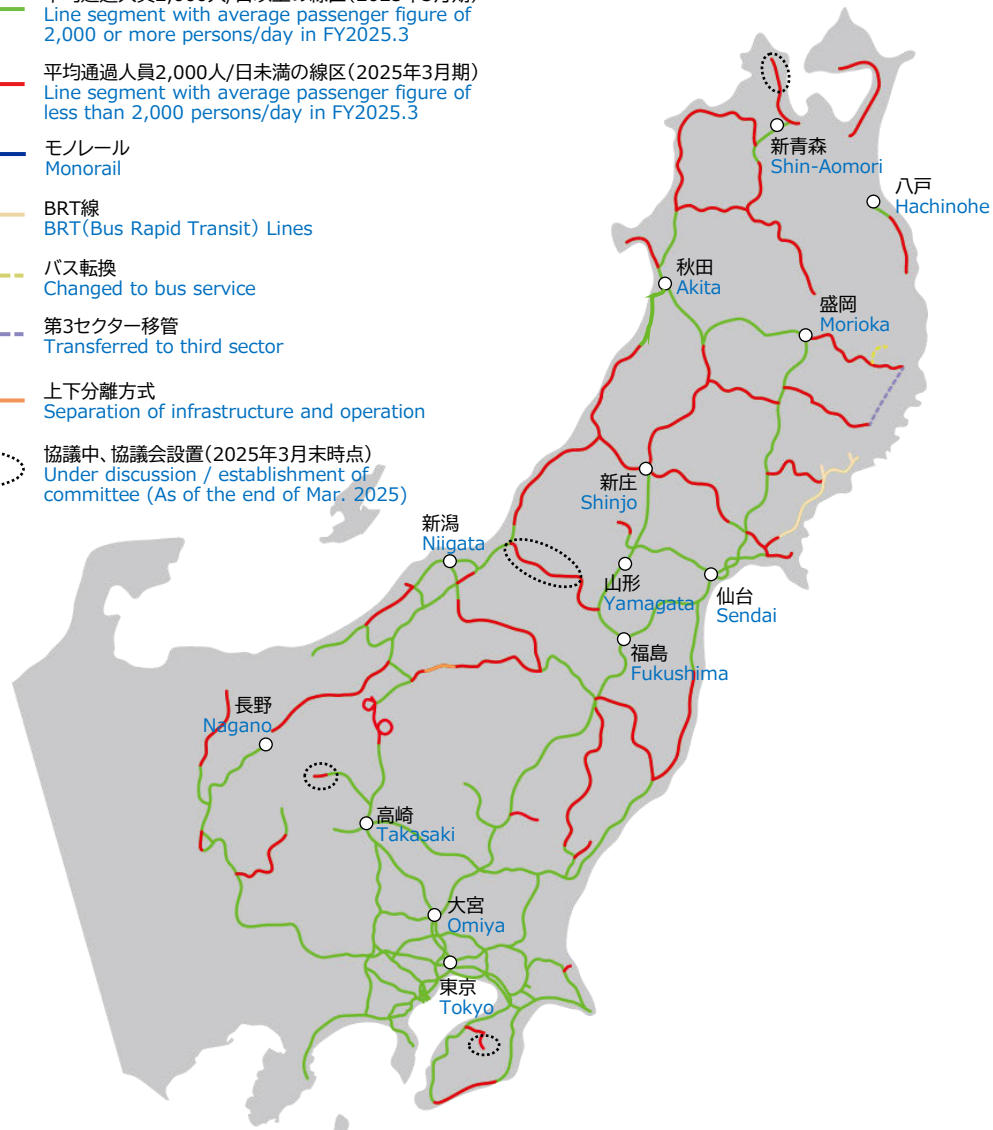 Line segment with average passenger figure of
2,000 or more persons/day in FY2025.3
平均通過人員2,000人/日未満の線区（2025年3月期）
Line segment with average passenger figure of
less than 2,000 persons/day in FY2025.3
モノレール
Monorail
BRT線
BRT（Bus Rapid Transit）Lines
バス転換
Changed to bus service
第3セクター移管
Transferred to third sector
上下分離方式
Separation of infrastructure and operation
協議中、協議会設置（2025年3月末時点）
Under discussion / establishment of
committee (As of the end of Mar. 2025)
新青森
Shin-Aomori
八戸
Hachinohe
秋田
Akita
盛岡
Morioka
新庄
Shinjo
新潟
Niigata
山形
Yamagata
仙台
Sendai
福島
Fukushima
長野
Nagano
高崎
Takasaki
大宮
Omiya
東京
Tokyo